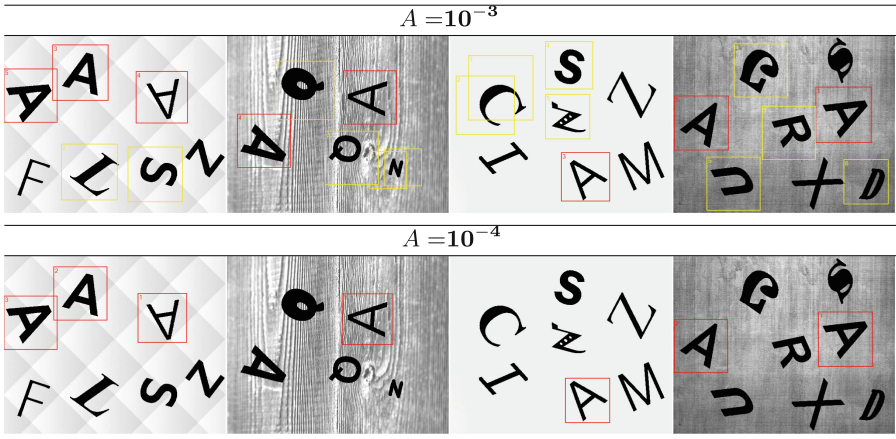 A = 10⁻³
A A A Q A S C Z G A A R
F L S A Q N I A M U X D
A = 10⁻⁴
A A A Q A S C Z G A A R
F L S A Q N I A M U X D